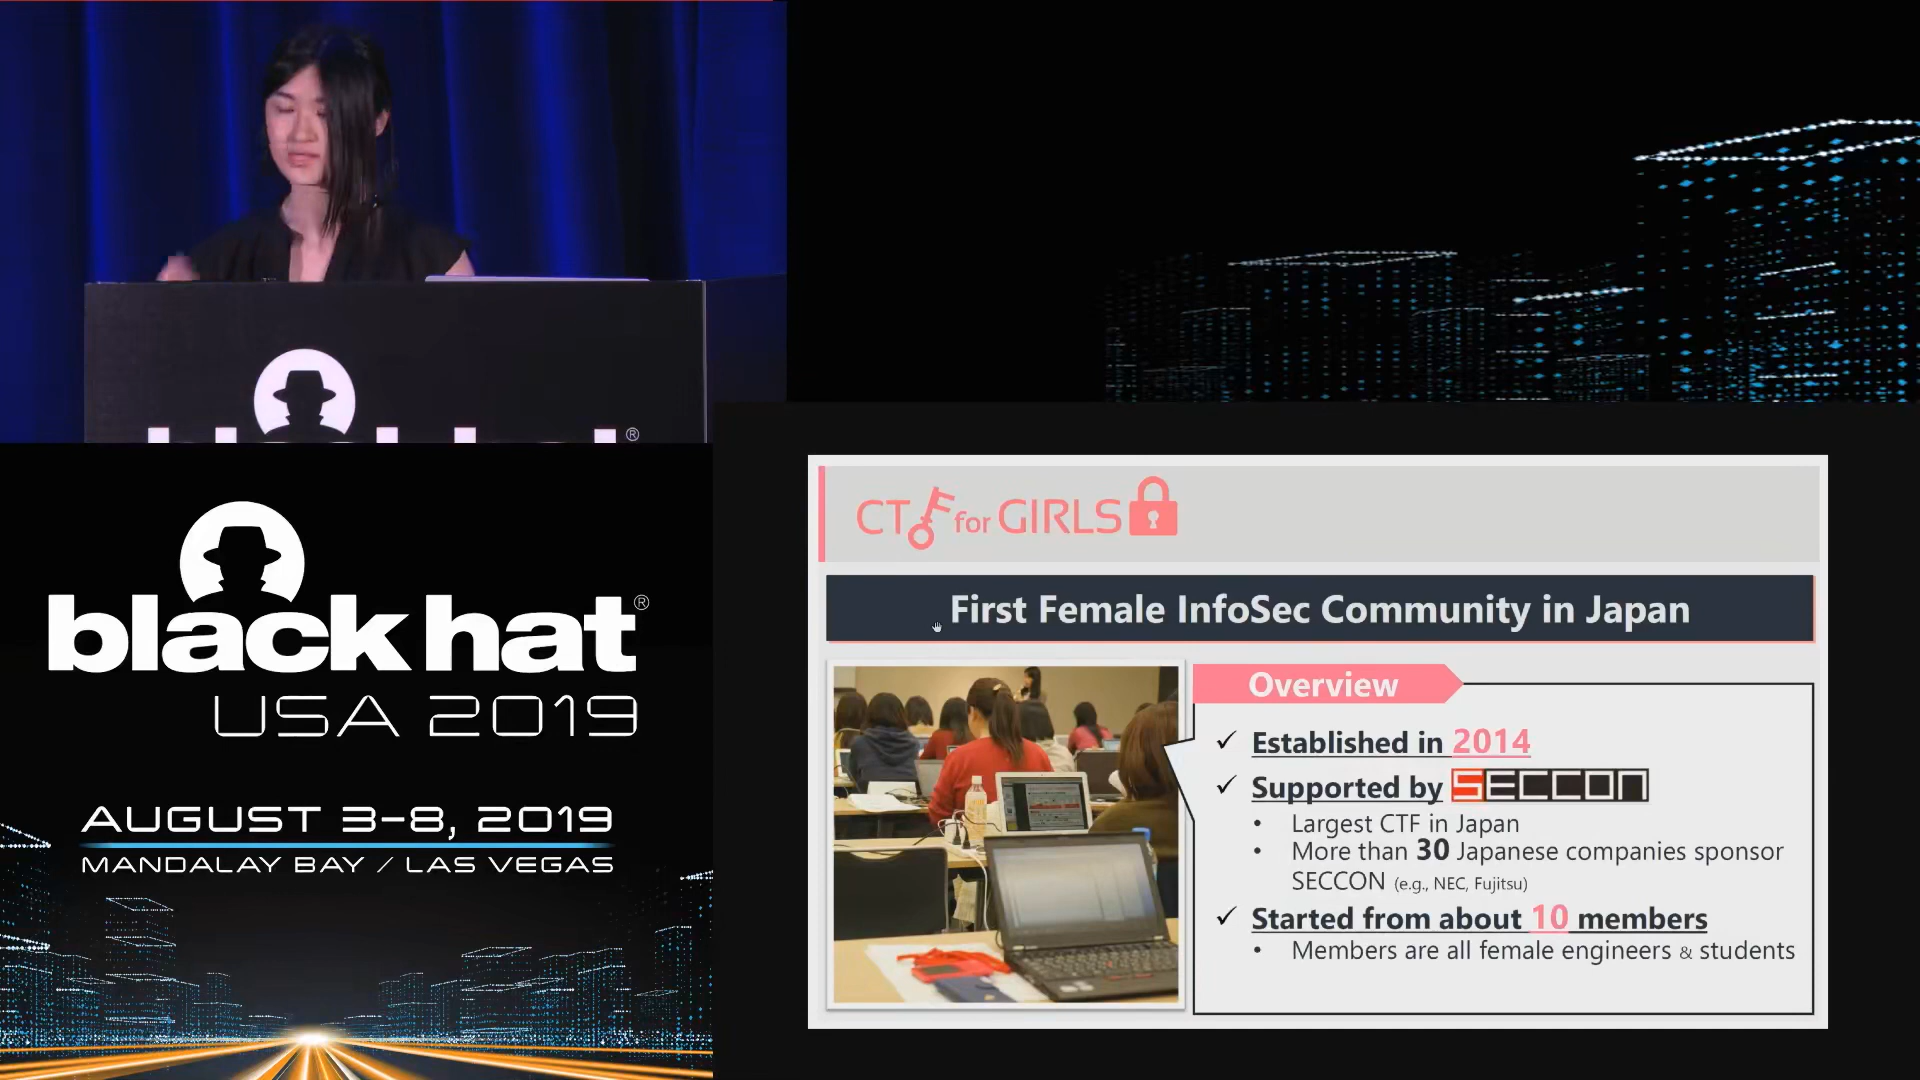 black hat®
USA 2019
AUGUST 3-8, 2019
MANDALAY BAY / LAS VEGAS
CTF for GIRLS
First Female InfoSec Community in Japan
Overview
✓ Established in 2014
✓ Supported by SECCON
• Largest CTF in Japan
• More than 30 Japanese companies sponsor
SECCON (e.g., NEC, Fujitsu)
✓ Started from about 10 members
• Members are all female engineers & students